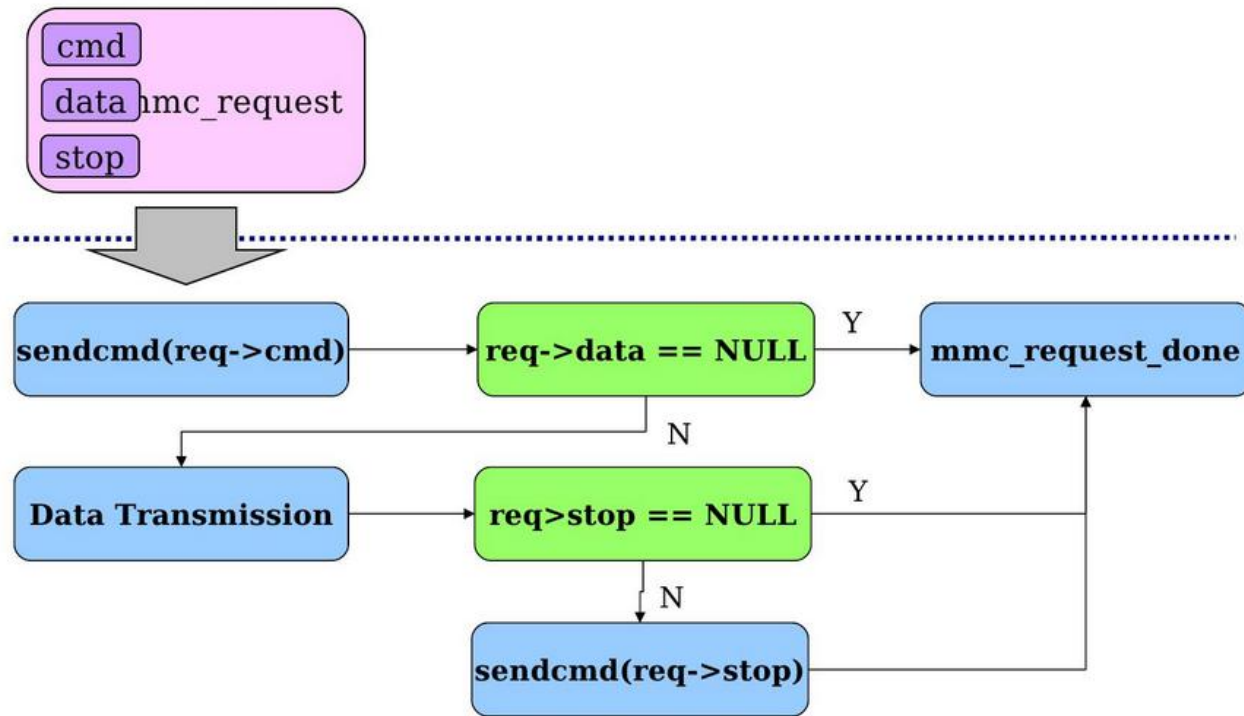 cmd
data
mmc_request
stop
sendcmd(req->cmd)
req->data == NULL
Y
mmc_request_done
N
Data Transmission
req>stop == NULL
Y
N
sendcmd(req->stop)